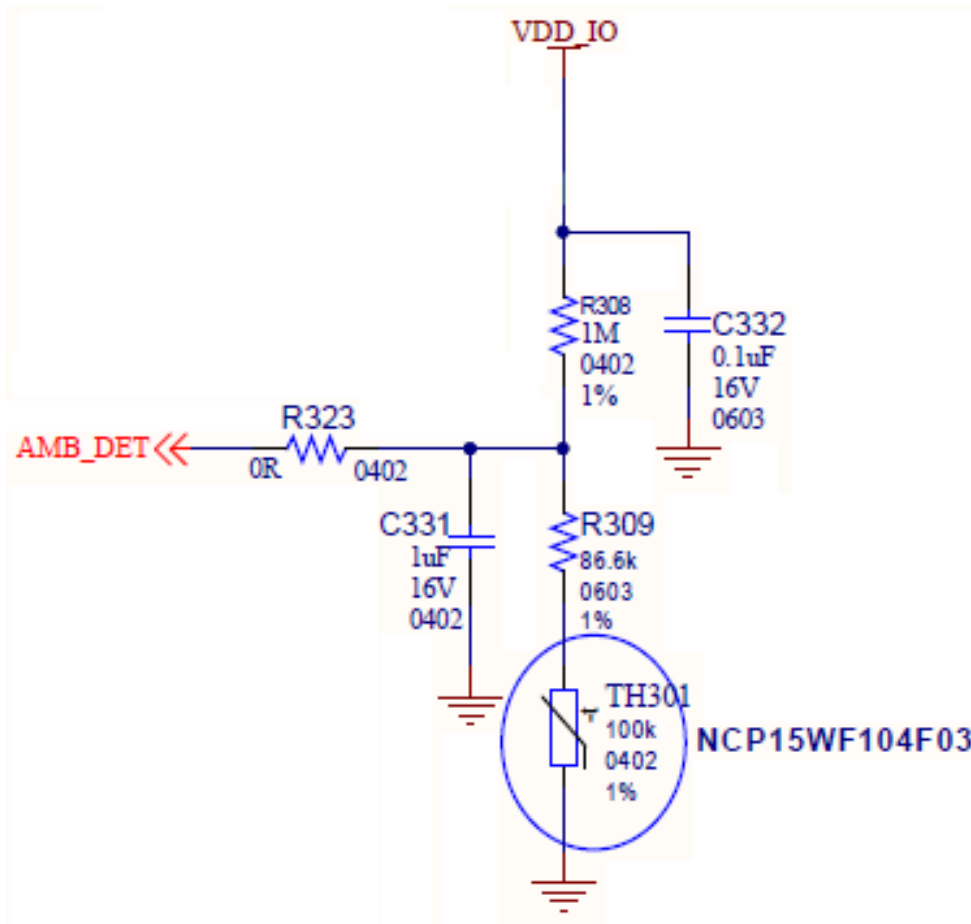 VDD_IO
R308
1M
0402
1%
C332
0.1uF
16V
0603
R323
AMB_DET
0R
0402
C331
1uF
16V
0402
R309
86.6k
0603
1%
TH301
100k
0402
1%
NCP15WF104F03